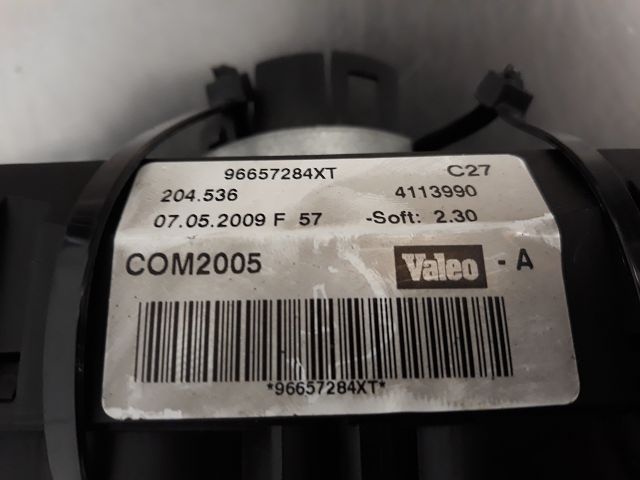 96657284XT C27
204.536 4113990
07.05.2009 F 57 -Soft: 2.30
COM2005 Valeo - A
*96657284XT*